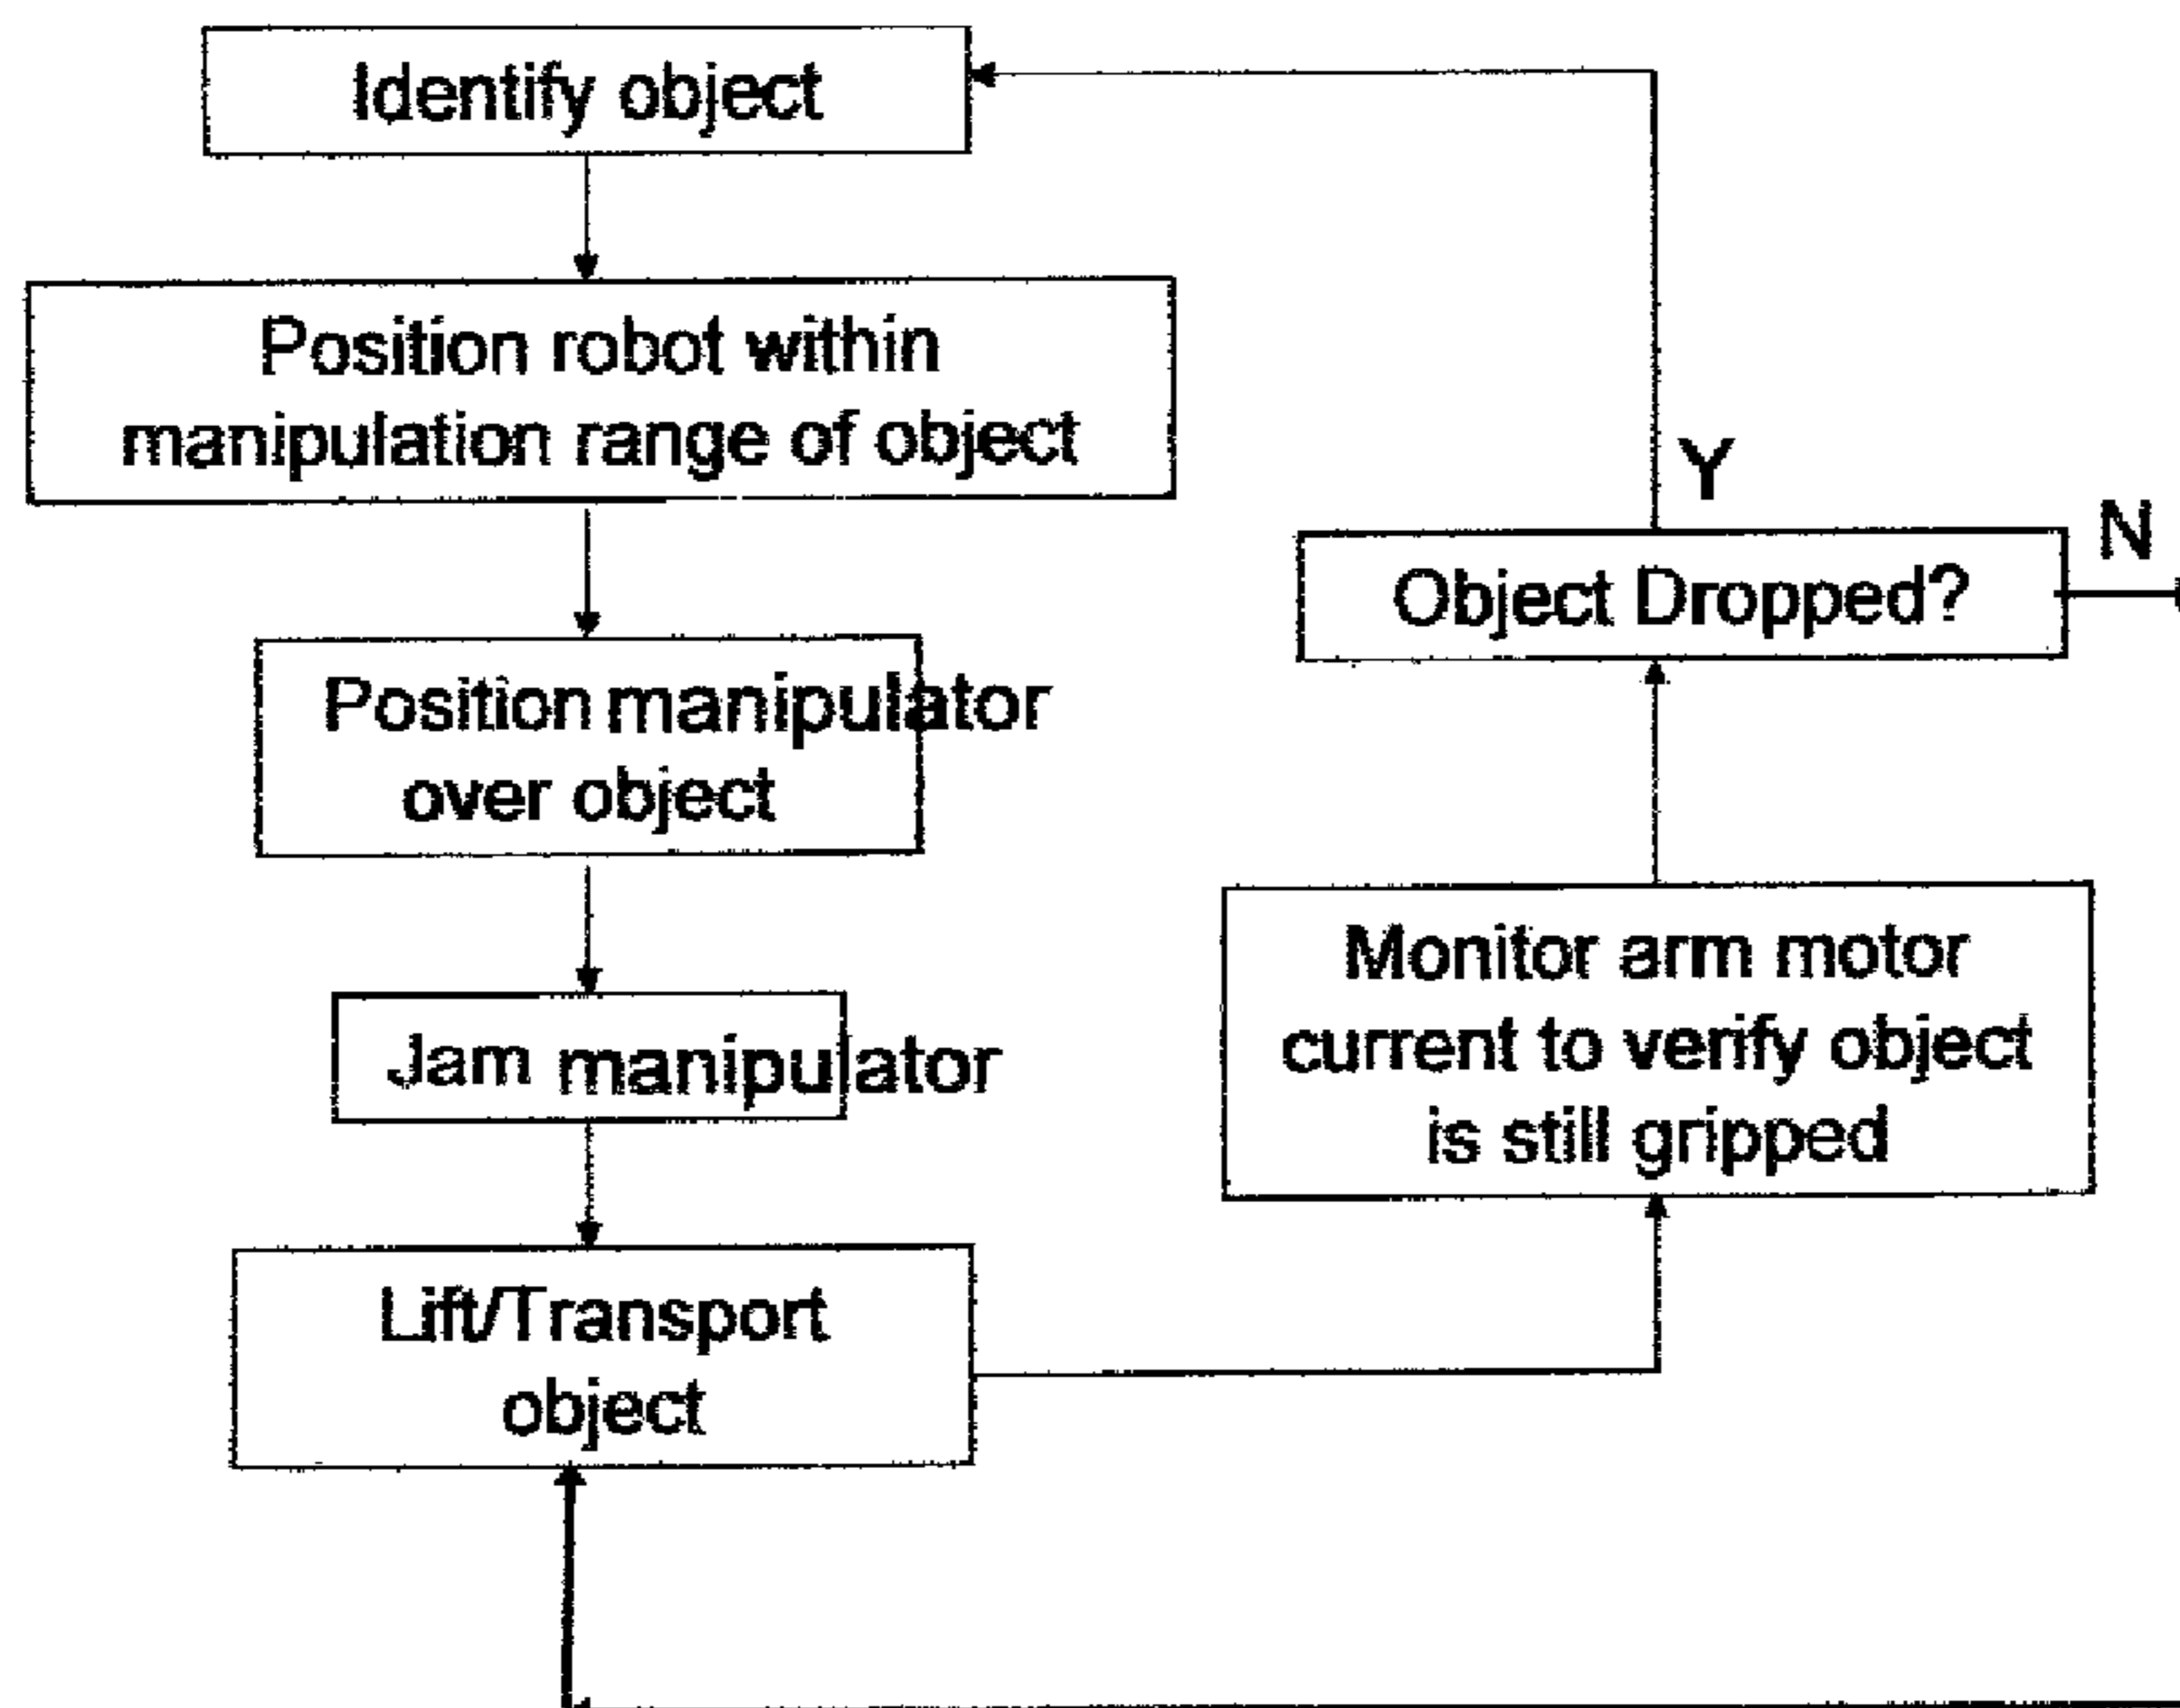 Identify object
Position robot within
manipulation range of object
Position manipulator
over object
Jam manipulator
Lift/Transport
object
Monitor arm motor
current to verify object
is still gripped
Object Dropped?
Y
N